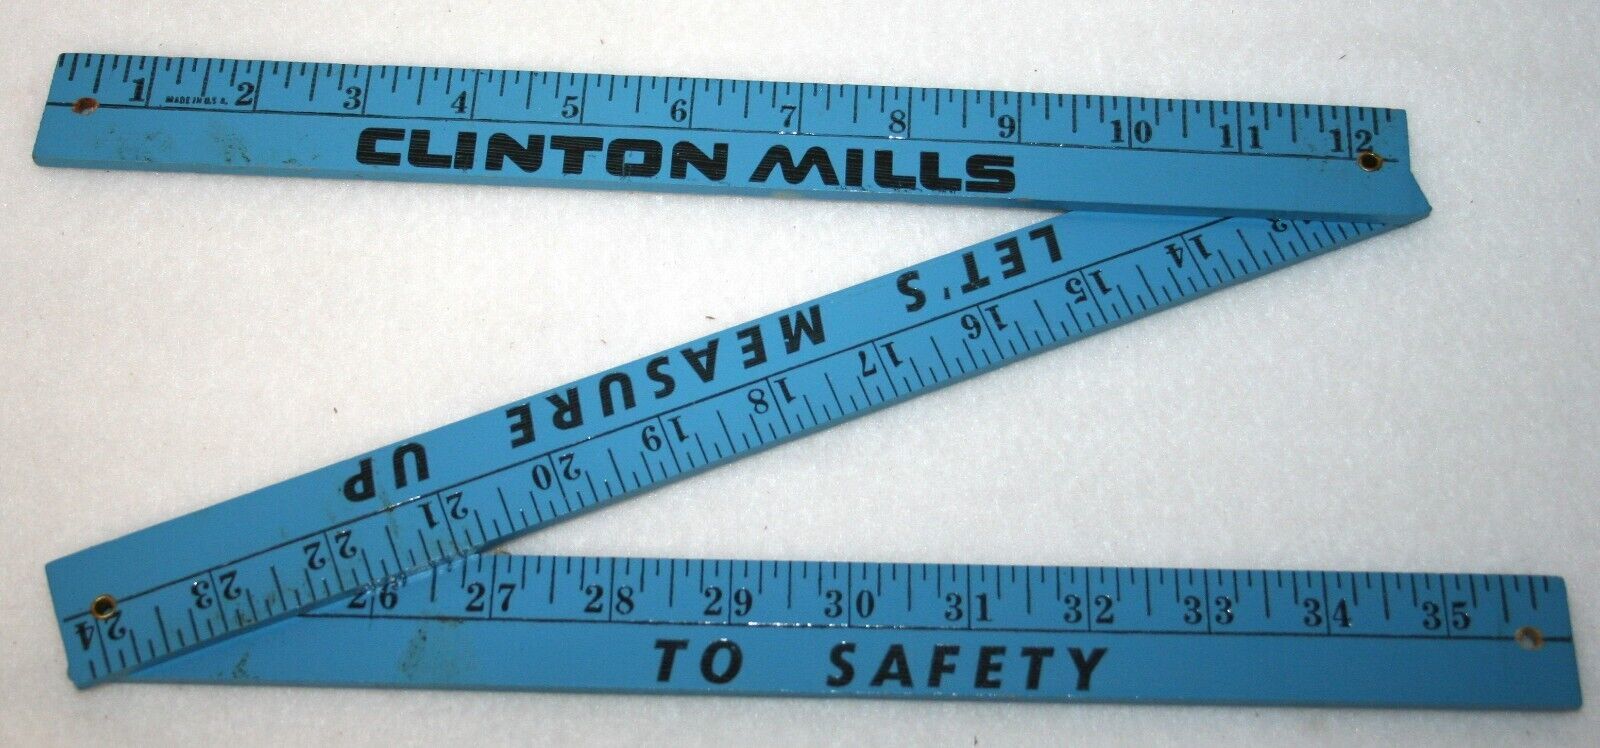 1 2 3 4 5 6 7 8 9 10 11 12
MADE IN U.S.A.
CLINTON MILLS
LET'S MEASURE UP
14 15 16 17 18 19 20 21 22 23 24
26 27 28 29 30 31 32 33 34 35
TO SAFETY